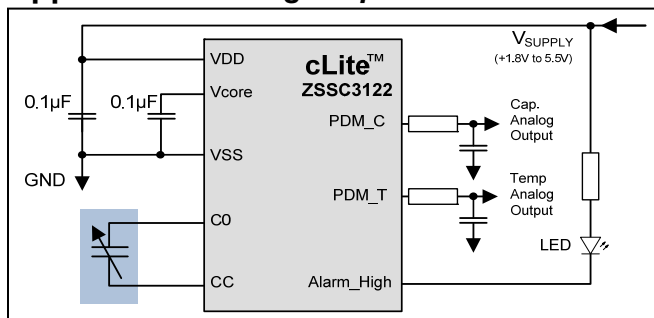 VSUPPLY
(+1.8V to 5.5V)
cLite™
ZSSC3122
VDD
Vcore
0.1µF
0.1µF
VSS
GND
C0
CC
PDM_C
Cap.
Analog
Output
PDM_T
Temp
Analog
Output
LED
Alarm_High